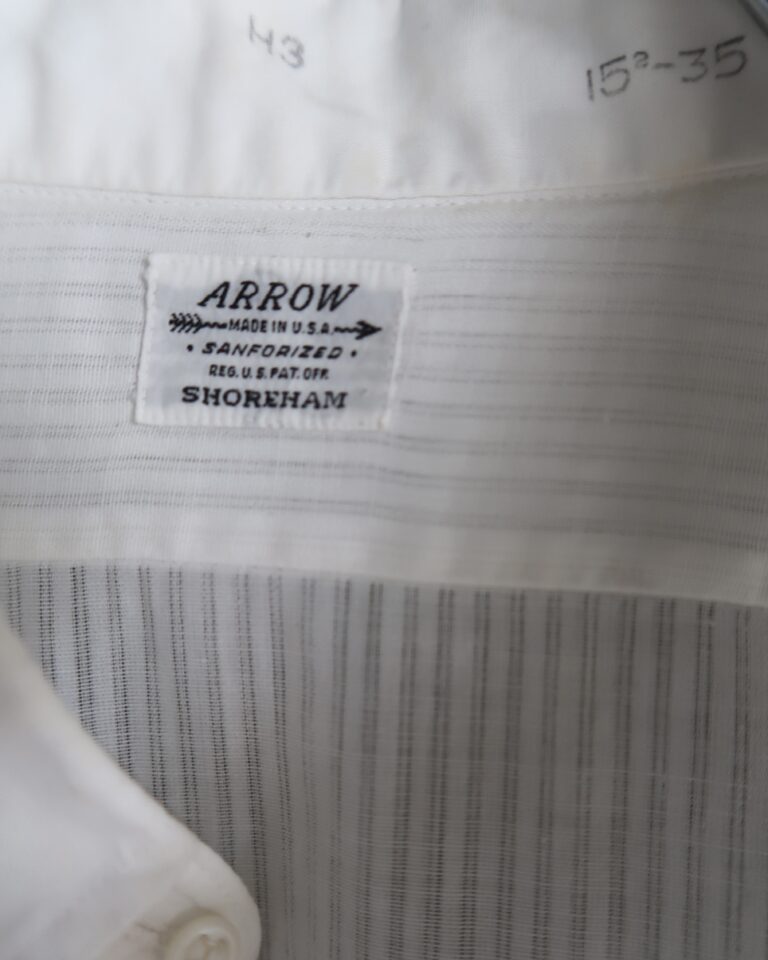 H3
15²-35
ARROW
MADE IN U.S.A.
• SANFORIZED •
REG. U.S. PAT. OFF.
SHOREHAM